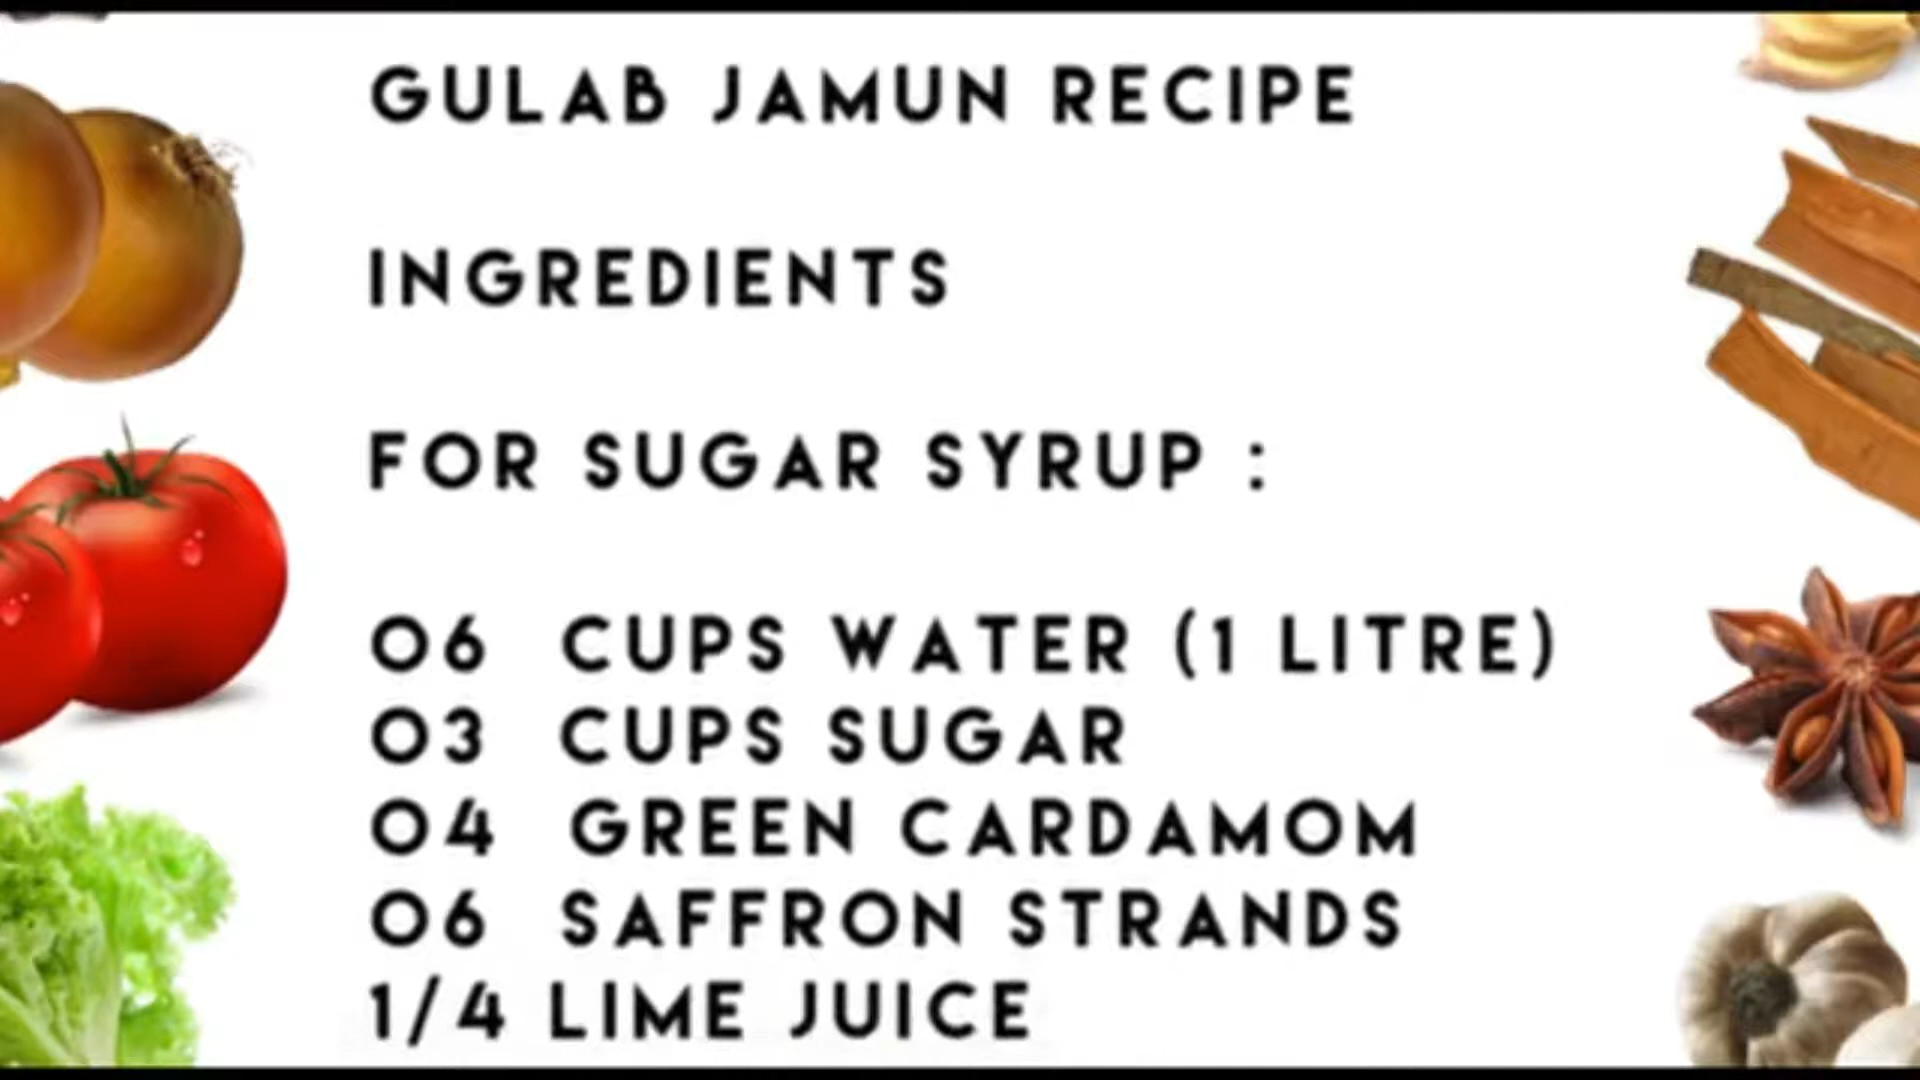 GULAB JAMUN RECIPE
INGREDIENTS
FOR SUGAR SYRUP :
06 CUPS WATER (1 LITRE)
03 CUPS SUGAR
04 GREEN CARDAMOM
06 SAFFRON STRANDS
1/4 LIME JUICE